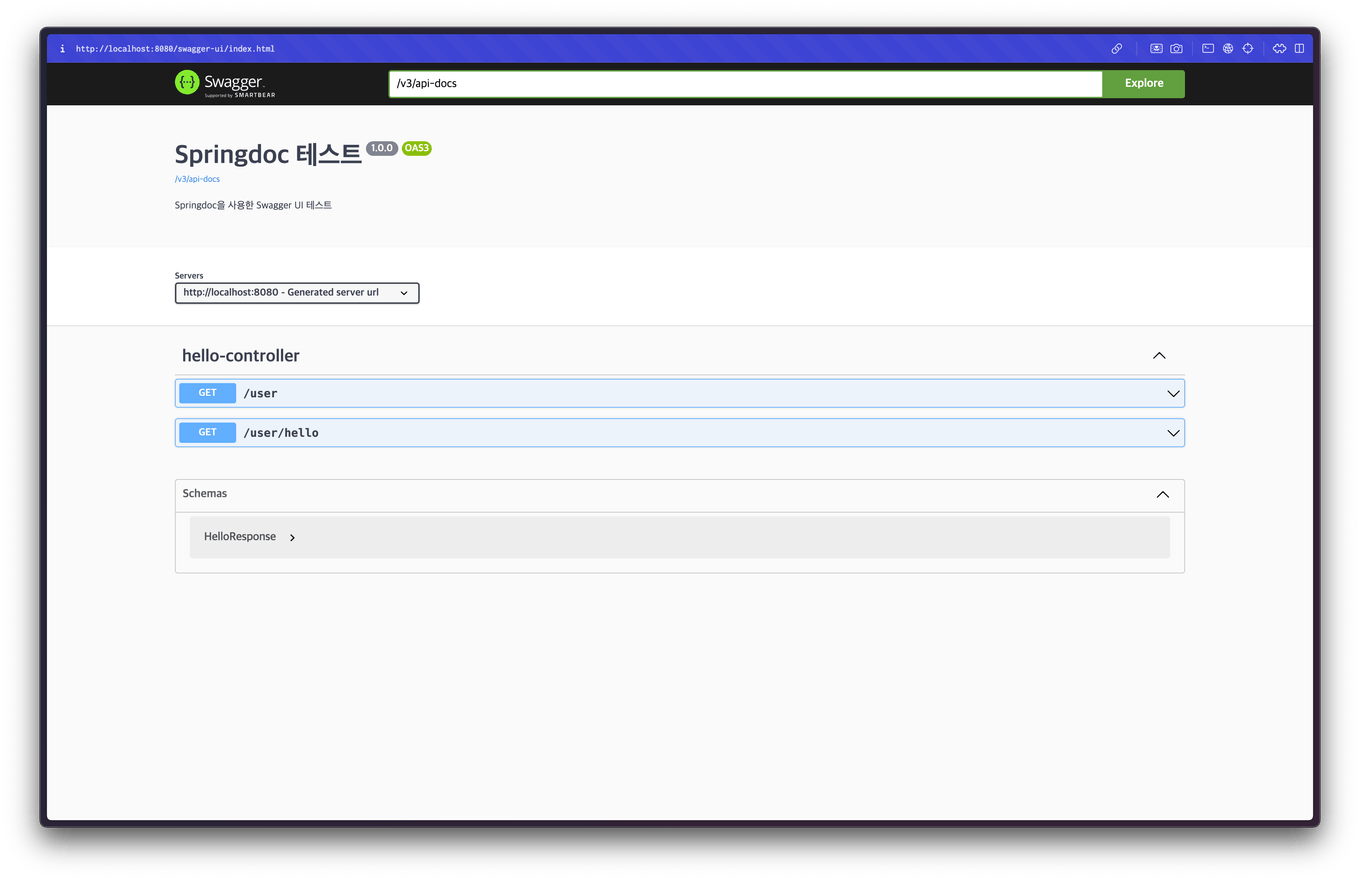 http://localhost:8080/swagger-ui/index.html
Swagger.
Supported by SMARTBEAR
/v3/api-docs
Explore
Springdoc 테스트 1.0.0 OAS3
/v3/api-docs
Springdoc을 사용한 Swagger UI 테스트
Servers
http://localhost:8080 - Generated server url
hello-controller
GET /user
GET /user/hello
Schemas
HelloResponse